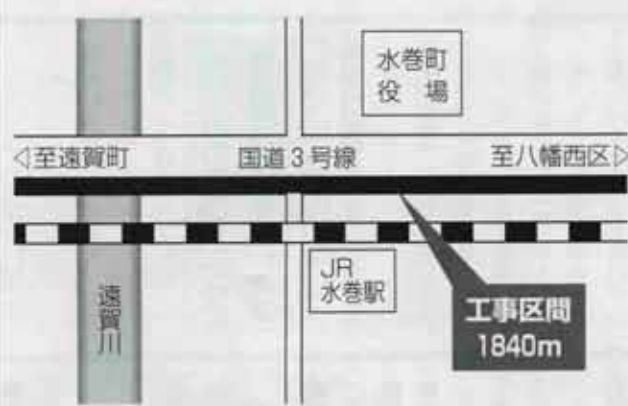 水巻町
役 場
◁至遠賀町 国道3号線 至八幡西区▷
JR
水巻駅
遠賀川
工事区間
1840m